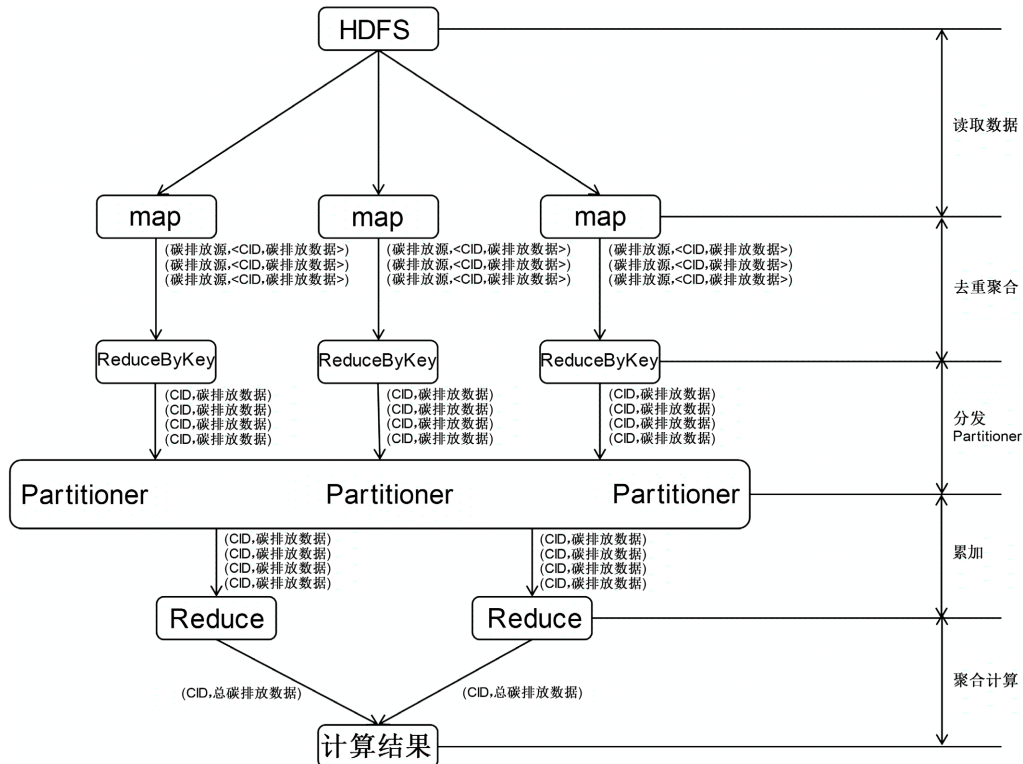 HDFS
读取数据
map
map
map
(碳排放源,<CID,碳排放数据>)
(碳排放源,<CID,碳排放数据>)
(碳排放源,<CID,碳排放数据>)
(碳排放源,<CID,碳排放数据>)
(碳排放源,<CID,碳排放数据>)
(碳排放源,<CID,碳排放数据>)
(碳排放源,<CID,碳排放数据>)
(碳排放源,<CID,碳排放数据>)
(碳排放源,<CID,碳排放数据>)
去重聚合
ReduceByKey
ReduceByKey
ReduceByKey
(CID,碳排放数据)
(CID,碳排放数据)
(CID,碳排放数据)
(CID,碳排放数据)
(CID,碳排放数据)
(CID,碳排放数据)
(CID,碳排放数据)
(CID,碳排放数据)
(CID,碳排放数据)
(CID,碳排放数据)
(CID,碳排放数据)
(CID,碳排放数据)
分发
Partitioner
Partitioner
Partitioner
Partitioner
(CID,碳排放数据)
(CID,碳排放数据)
(CID,碳排放数据)
(CID,碳排放数据)
(CID,碳排放数据)
(CID,碳排放数据)
(CID,碳排放数据)
(CID,碳排放数据)
累加
Reduce
Reduce
(CID,总碳排放数据)
(CID,总碳排放数据)
聚合计算
计算结果